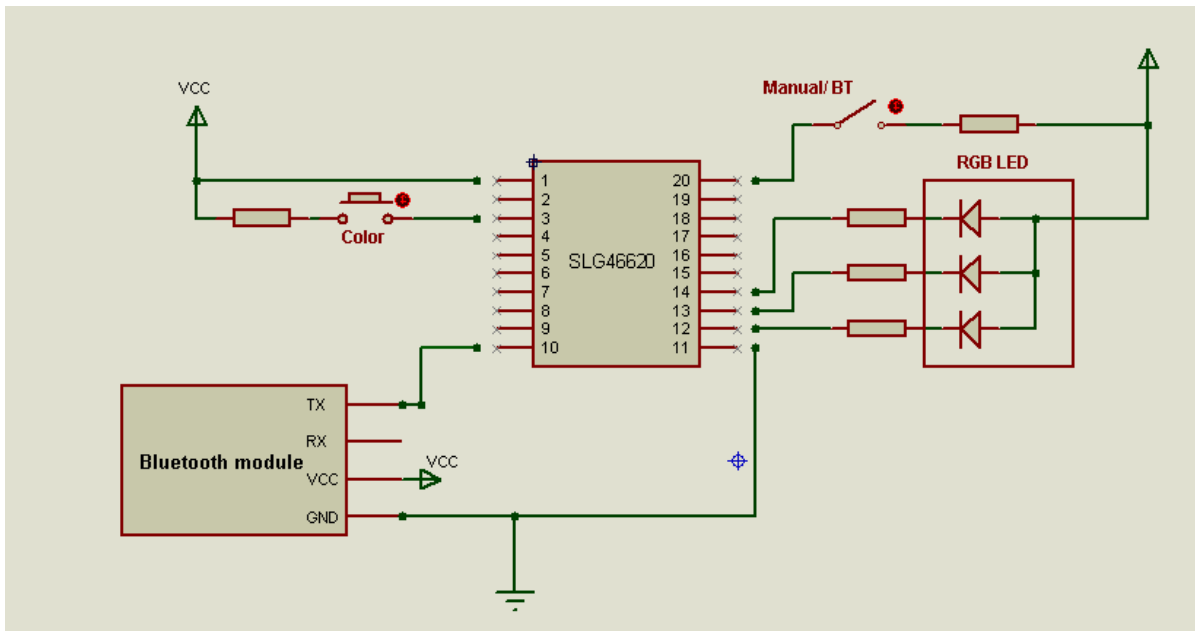 VCC
Manual/ BT
RGB LED
Color
SLG46620
1
2
3
4
5
6
7
8
9
10
20
19
18
17
16
15
14
13
12
11
Bluetooth module
TX
RX
VCC
GND
VCC